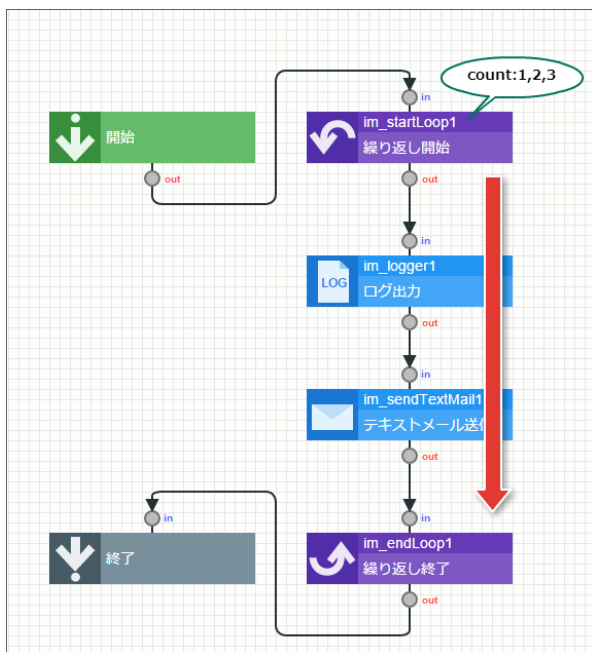 count:1,2,3
in
im_startLoop1
繰り返し開始
out
開始
out
in
im_logger1
LOG
ログ出力
out
in
im_sendTextMail1
テキストメール送
out
in
im_endLoop1
繰り返し終了
out
in
終了